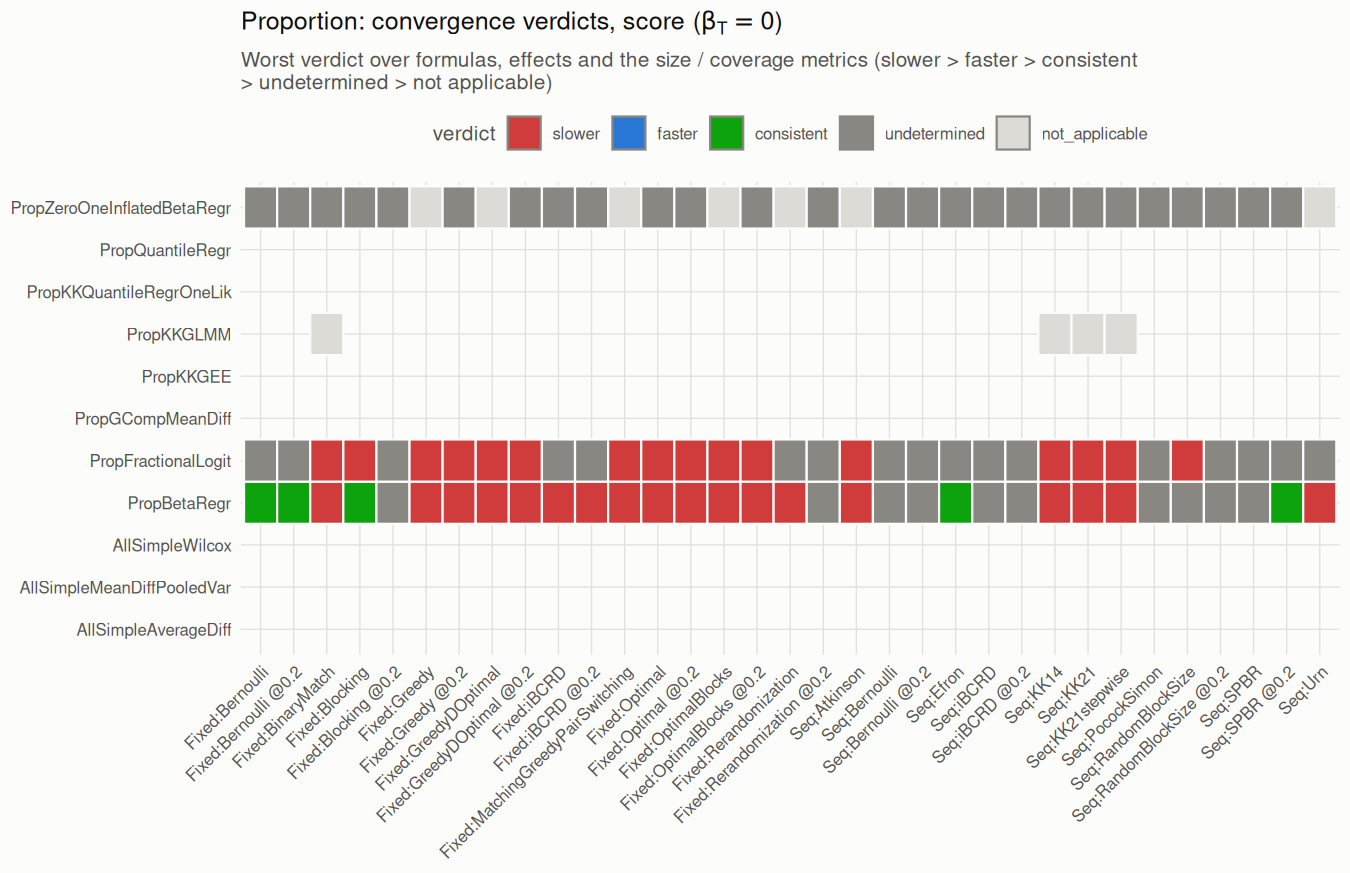 Proportion: convergence verdicts, score (βT = 0)
Worst verdict over formulas, effects and the size / coverage metrics (slower > faster > consistent
> undetermined > not applicable)
verdict slower faster consistent undetermined not_applicable
PropZeroOneInflatedBetaRegr
PropQuantileRegr
PropKKQuantileRegrOneLik
PropKKGLMM
PropKKGEE
PropGCompMeanDiff
PropFractionalLogit
PropBetaRegr
AllSimpleWilcox
AllSimpleMeanDiffPooledVar
AllSimpleAverageDiff
Fixed:Bernoulli
Fixed:Bernoulli @0.2
Fixed:BinaryMatch
Fixed:Blocking
Fixed:Blocking @0.2
Fixed:Greedy
Fixed:Greedy @0.2
Fixed:GreedyDOptimal
Fixed:GreedyDOptimal @0.2
Fixed:iBCRD
Fixed:iBCRD @0.2
Fixed:MatchingGreedyPairSwitching
Fixed:Optimal
Fixed:Optimal @0.2
Fixed:OptimalBlocks
Fixed:OptimalBlocks @0.2
Fixed:Rerandomization
Fixed:Rerandomization @0.2
Seq:Atkinson
Seq:Bernoulli
Seq:Bernoulli @0.2
Seq:Efron
Seq:iBCRD
Seq:iBCRD @0.2
Seq:KK14
Seq:KK21
Seq:KK21stepwise
Seq:PocockSimon
Seq:RandomBlockSize
Seq:RandomBlockSize @0.2
Seq:SPBR
Seq:SPBR @0.2
Seq:Urn